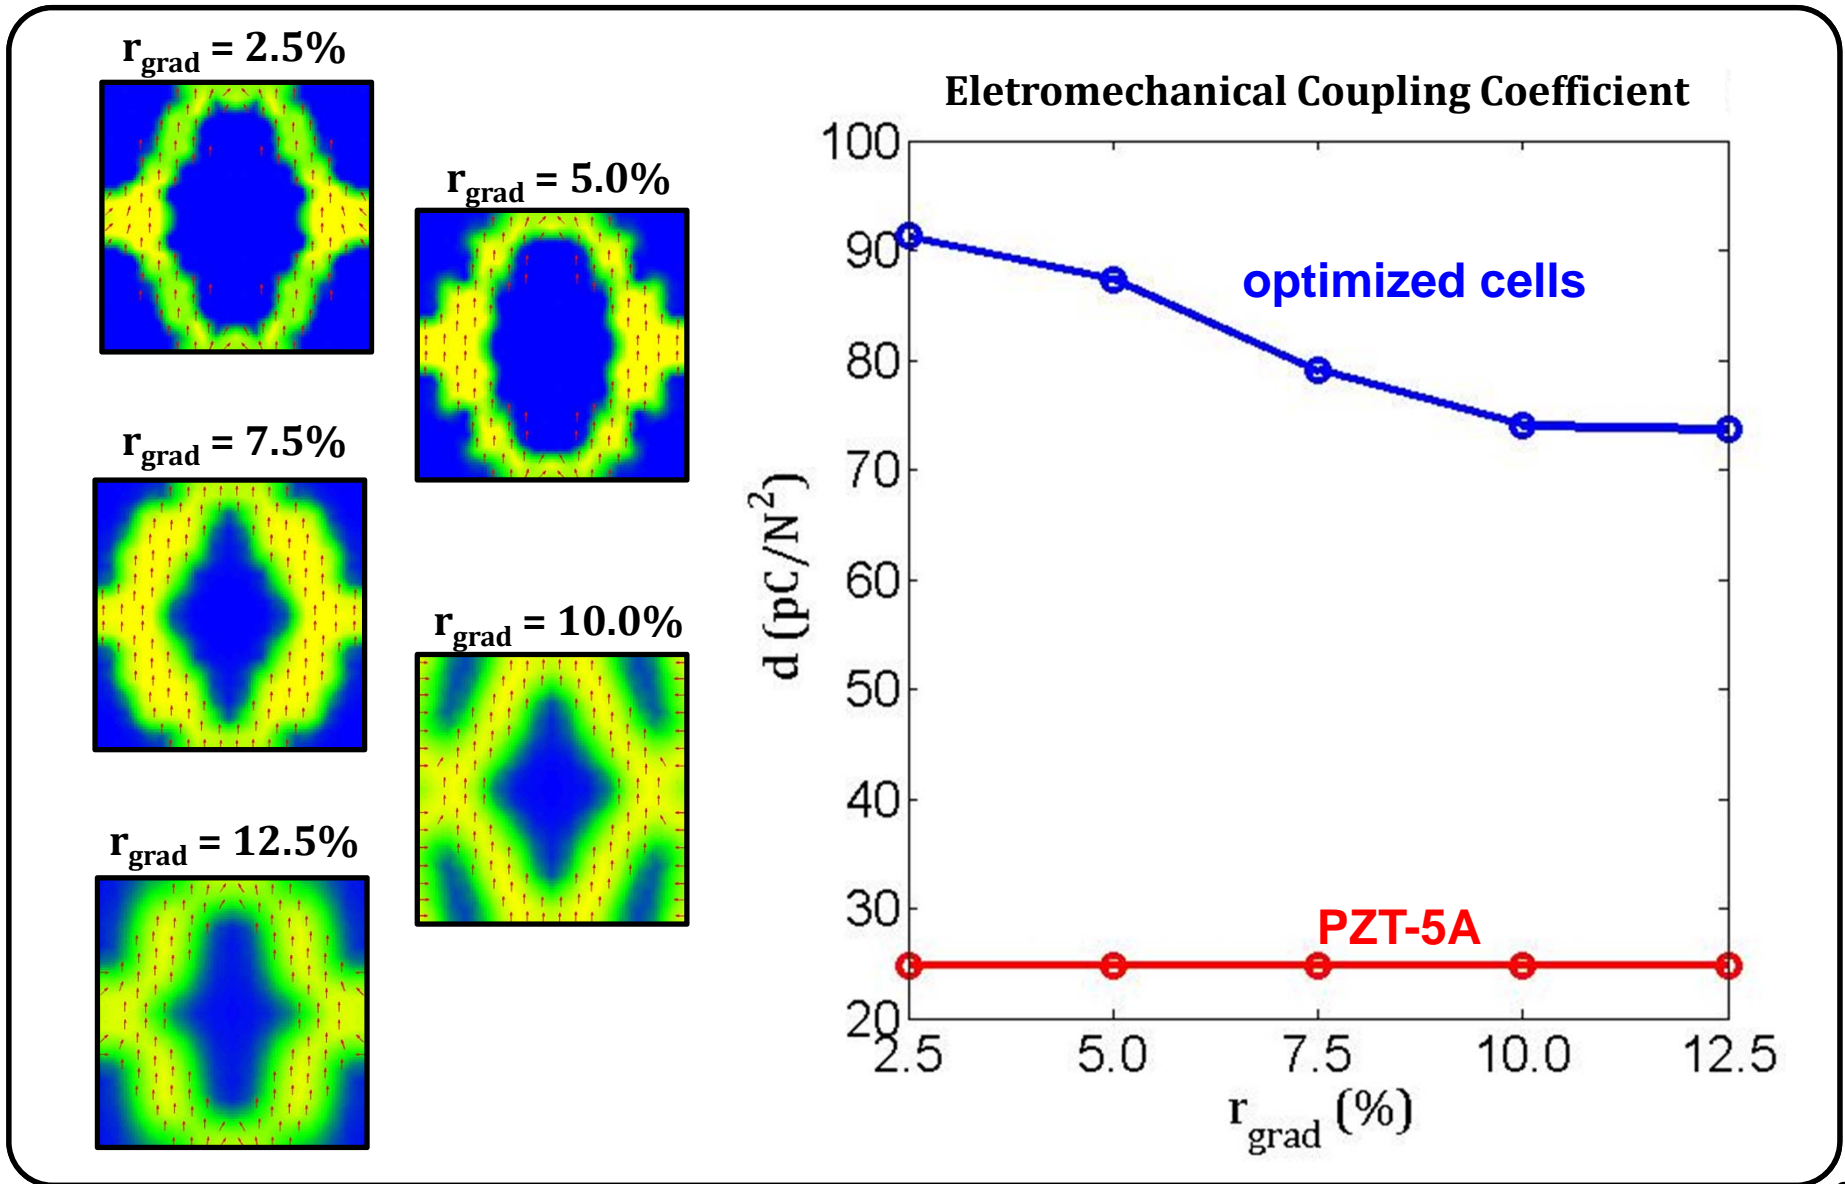 r_grad = 2.5%
r_grad = 5.0%
r_grad = 7.5%
r_grad = 10.0%
r_grad = 12.5%
Eletromechanical Coupling Coefficient
100
90
80
70
60
50
40
30
20
d (pC/N²)
optimized cells
PZT-5A
2.5 5.0 7.5 10.0 12.5
r_grad (%)